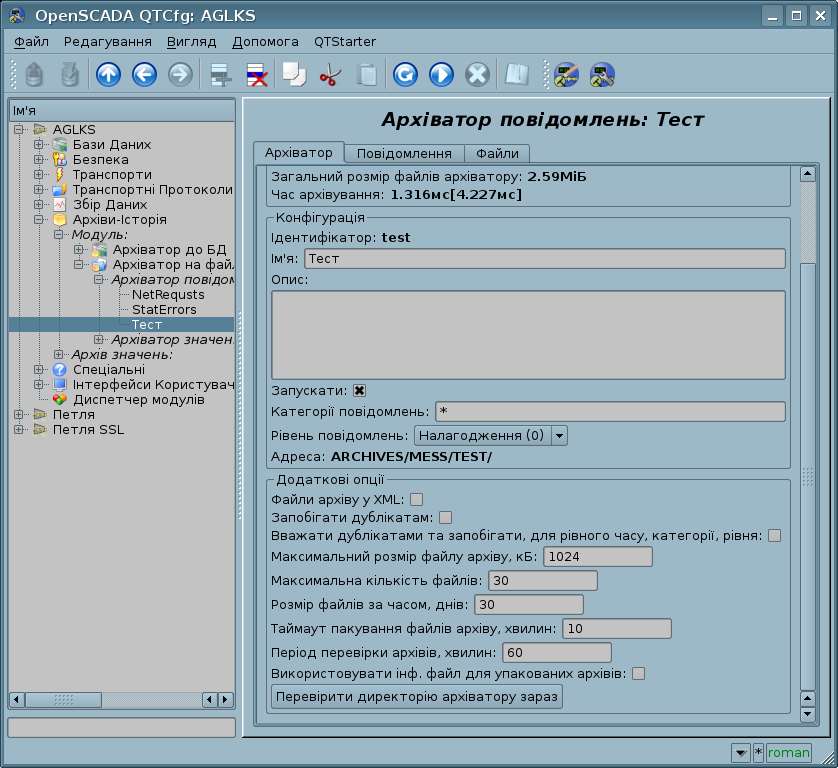 OpenSCADA QTCfg: AGLKS
Файл Редагування Вигляд Допомога QTStarter
Ім'я
AGLKS
Бази Даних
Безпека
Транспорти
Транспортні Протоколи
Збір Даних
Архіви-Історія
Модуль:
Архіватор до БД
Архіватор на фай
Архіватор повідом
NetRequsts
StatErrors
Тест
Архіватор значен
Архів значень:
Спеціальні
Інтерфейси Користувач
Диспетчер модулів
Петля
Петля SSL
Архіватор повідомлень: Тест
Архіватор Повідомлення Файли
Загальний розмір файлів архіватору: 2.59МіБ
Час архівування: 1.316мс[4.227мс]
Конфігурація
Ідентифікатор: test
Ім'я: Тест
Опис:
Запускати:
Категорії повідомлень: *
Рівень повідомлень: Налагодження (0)
Адреса: ARCHIVES/MESS/TEST/
Додаткові опції
Файли архіву у XML:
Запобігати дублікатам:
Вважати дублікатами та запобігати, для рівного часу, категорії, рівня:
Максимальний розмір файлу архіву, кБ: 1024
Максимальна кількість файлів: 30
Розмір файлів за часом, днів: 30
Таймаут пакування файлів архіву, хвилин: 10
Період перевірки архівів, хвилин: 60
Використовувати інф. файл для упакованих архівів:
Перевірити директорію архіватору зараз
* roman